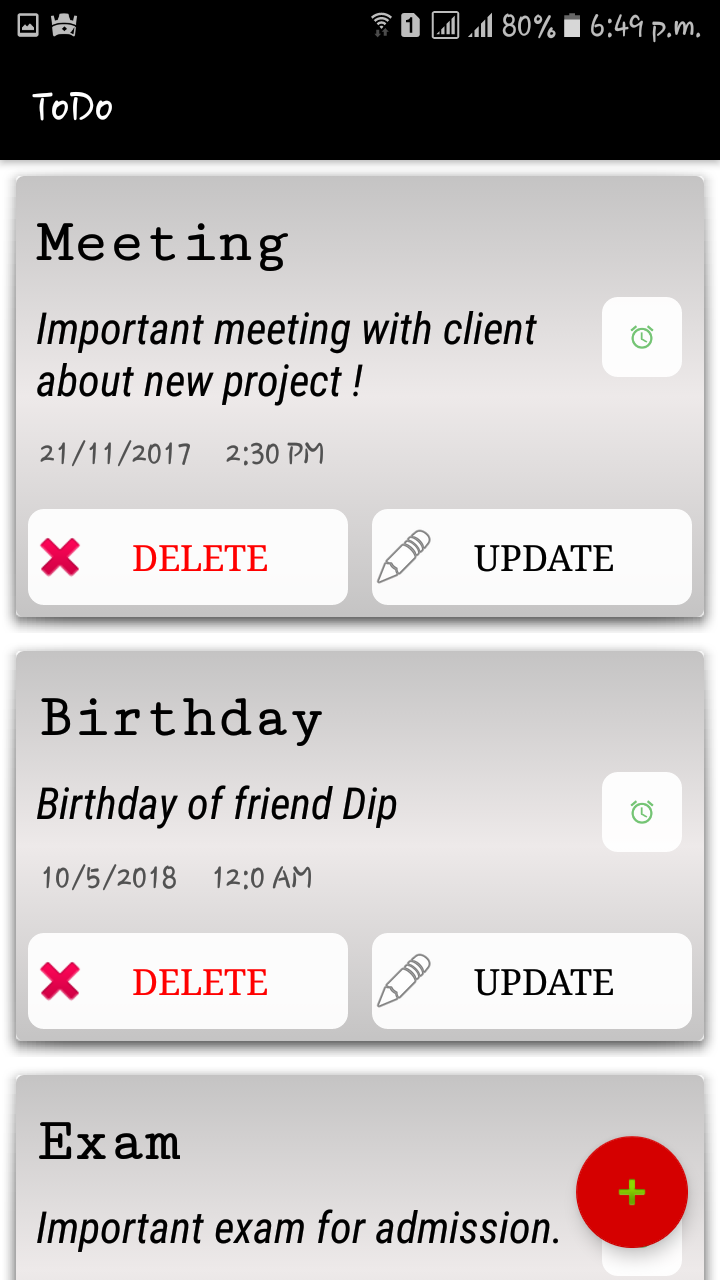 1 80% 6:49 p.m.
ToDo
Meeting
Important meeting with client
about new project !
21/11/2017 2:30 PM
DELETE UPDATE
Birthday
Birthday of friend Dip
10/5/2018 12:0 AM
DELETE UPDATE
Exam
Important exam for admission.
+